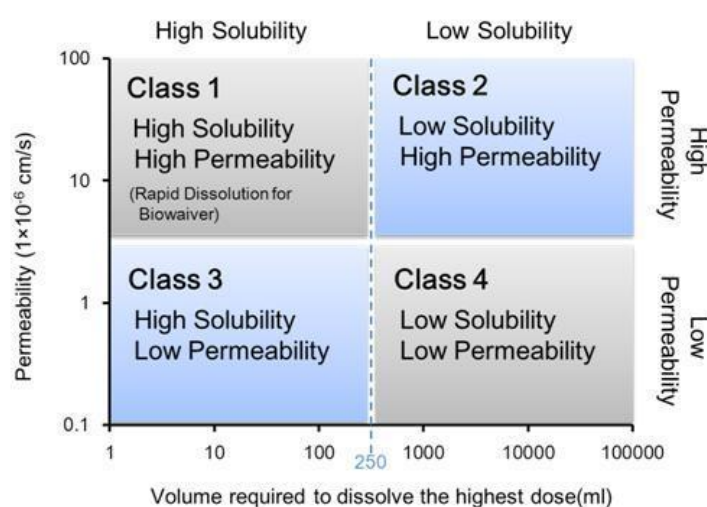 High Solubility
Low Solubility
100
10
1
0.1
Permeability (1×10⁻⁶ cm/s)
Class 1
High Solubility
High Permeability
(Rapid Dissolution for
Biowaiver)
Class 2
Low Solubility
High Permeability
High
Permeability
Class 3
High Solubility
Low Permeability
Class 4
Low Solubility
Low Permeability
Low
Permeability
1
10
100
250
1000
10000
100000
Volume required to dissolve the highest dose(ml)